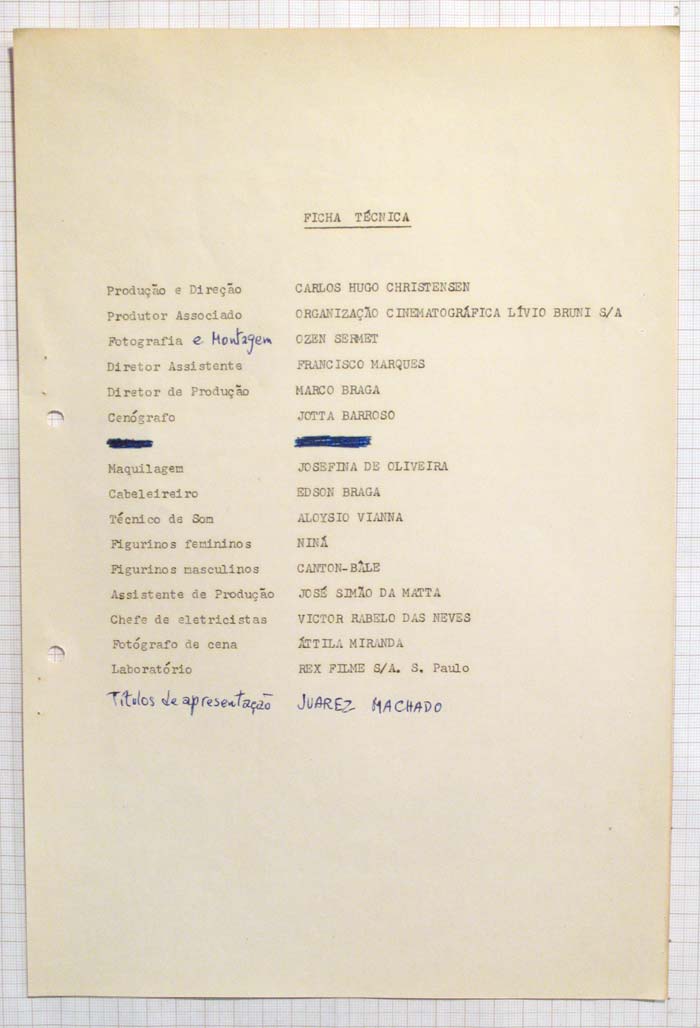 FICHA TÉCNICA
Produção e Direção CARLOS HUGO CHRISTENSEN
Produtor Associado ORGANIZAÇÃO CINEMATOGRÁFICA LÍVIO BRUNI S/A
Fotografia e Montagem OZEN SERMET
Diretor Assistente FRANCISCO MARQUES
Diretor de Produção MARCO BRAGA
Cenógrafo JOTTA BARROSO
Maquilagem JOSEFINA DE OLIVEIRA
Cabeleireiro EDSON BRAGA
Técnico de Som ALOYSIO VIANNA
Figurinos femininos NINÁ
Figurinos masculinos CANTON-BÂLE
Assistente de Produção JOSÉ SIMÃO DA MATTA
Chefe de eletricistas VICTOR RABELO DAS NEVES
Fotógrafo de cena ÁTTILA MIRANDA
Laboratório REX FILME S/A. S. Paulo
Títulos de apresentação JUAREZ MACHADO